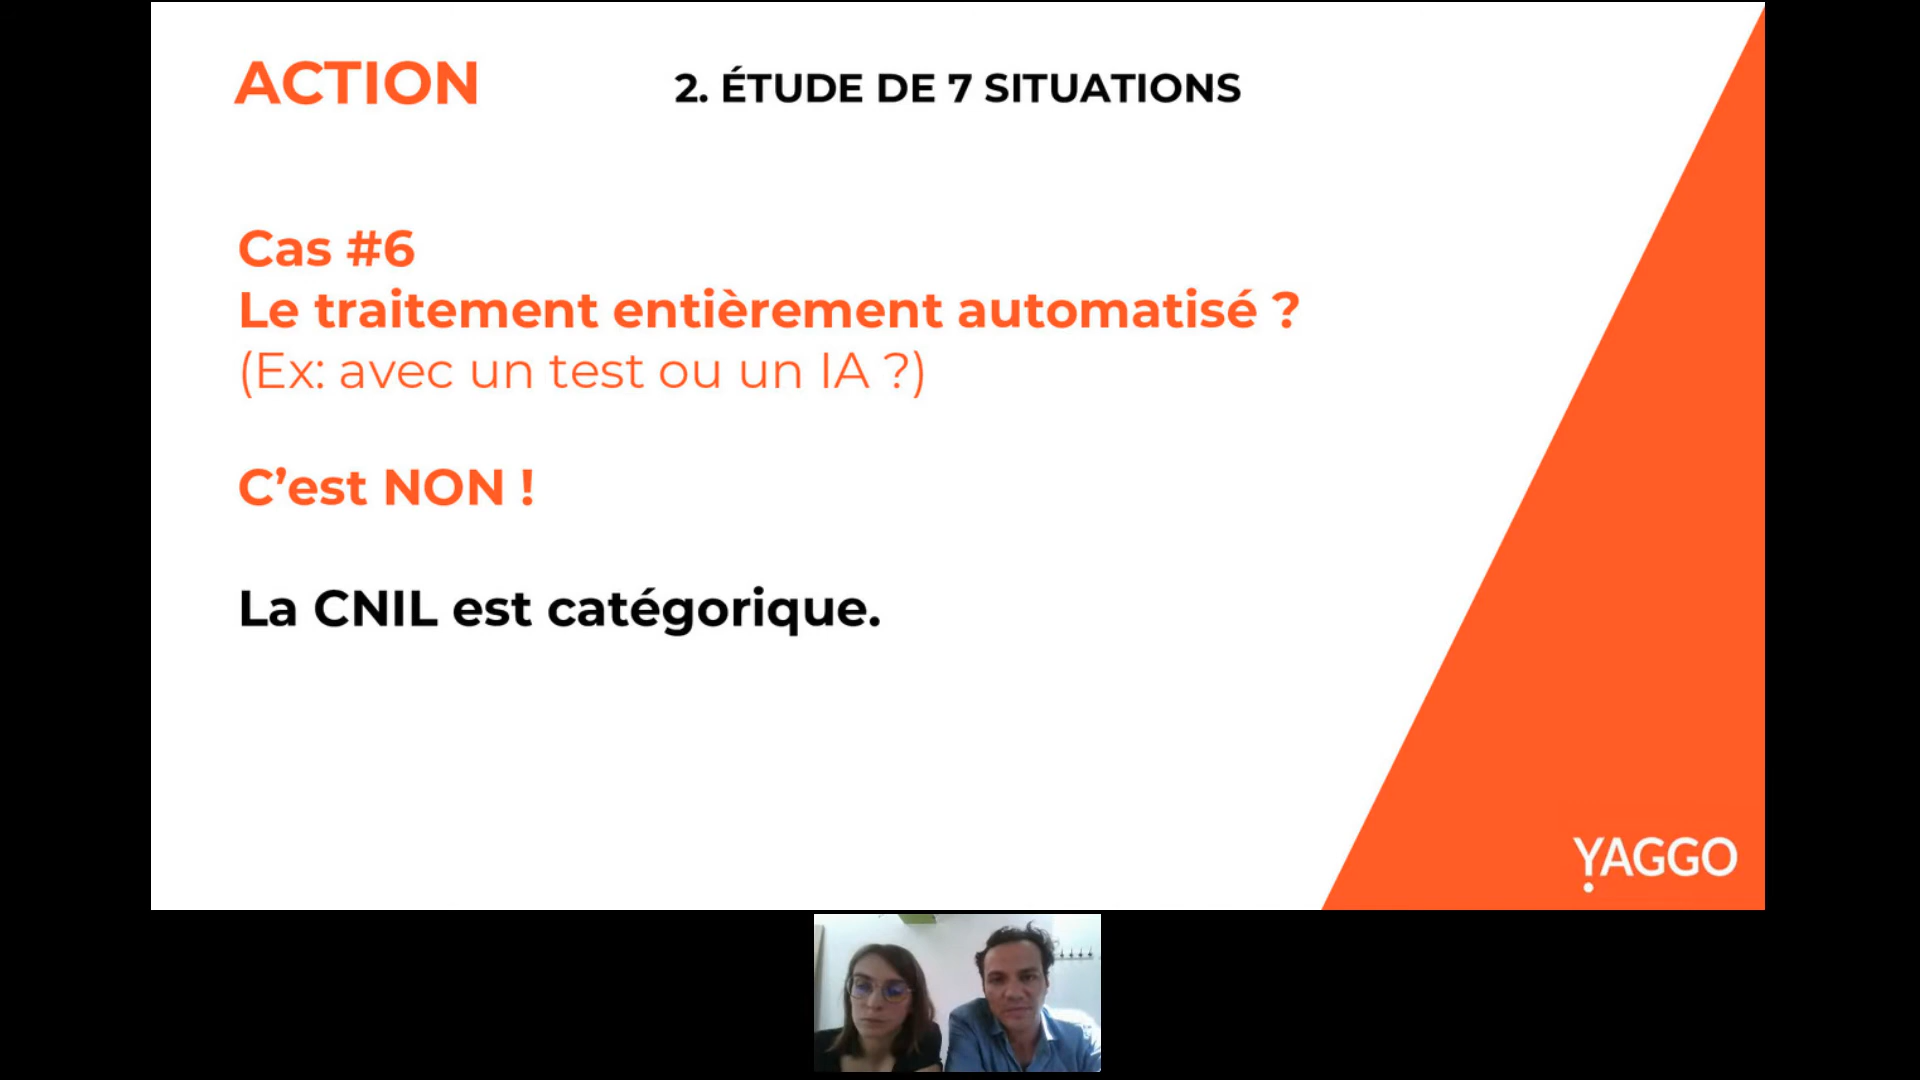 ACTION
2. ÉTUDE DE 7 SITUATIONS
Cas #6
Le traitement entièrement automatisé ?
(Ex: avec un test ou un IA ?)
C’est NON !
La CNIL est catégorique.
YAGGO